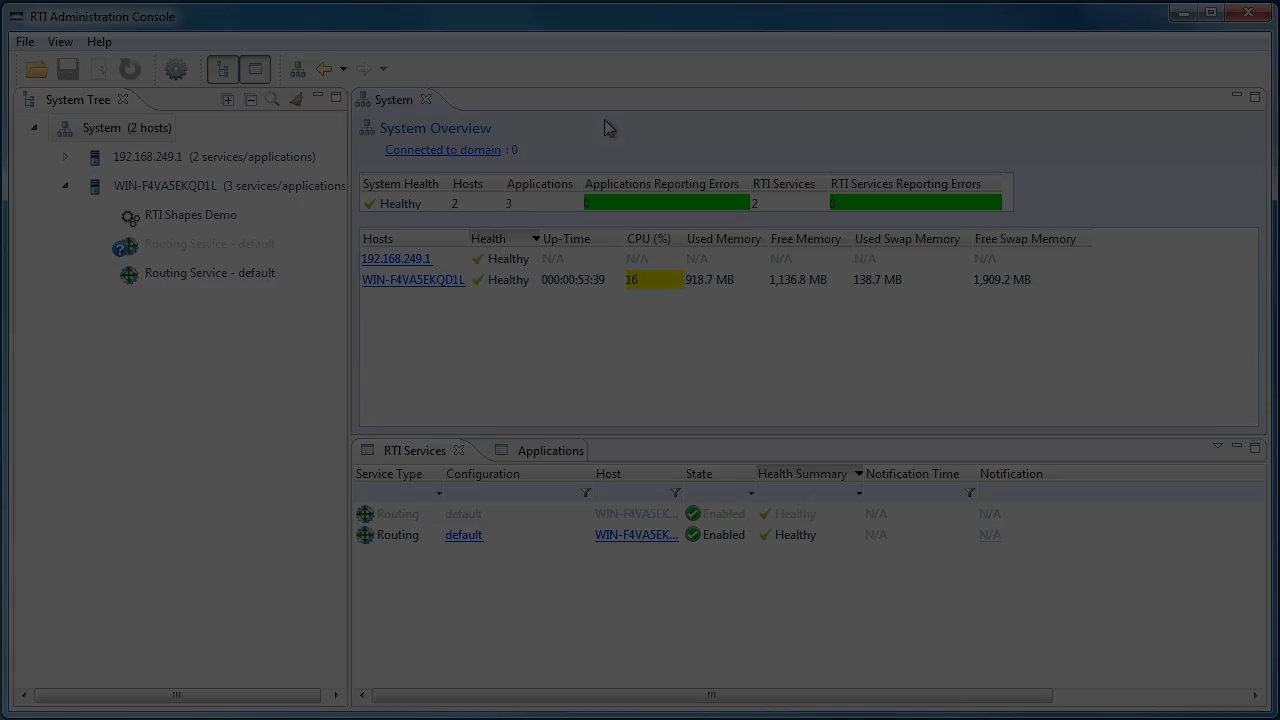 RTI Administration Console
File View Help
System Tree
System (2 hosts)
192.168.249.1 (2 services/applications)
WIN-F4VA5EKQD1L (3 services/applications
RTI Shapes Demo
Routing Service - default
Routing Service - default
System
System Overview
Connected to domain : 0
System Health Hosts Applications Applications Reporting Errors RTI Services RTI Services Reporting Errors
Healthy 2 3 0 2 0
Hosts Health Up-Time CPU (%) Used Memory Free Memory Used Swap Memory Free Swap Memory
192.168.249.1 Healthy N/A N/A N/A N/A N/A N/A
WIN-F4VA5EKQD1L Healthy 000:00:53:39 16 918.7 MB 1,136.8 MB 138.7 MB 1,909.2 MB
RTI Services Applications
Service Type Configuration Host State Health Summary Notification Time Notification
Routing default WIN-F4VA5EK... Enabled Healthy N/A N/A
Routing default WIN-F4VA5EK... Enabled Healthy N/A N/A